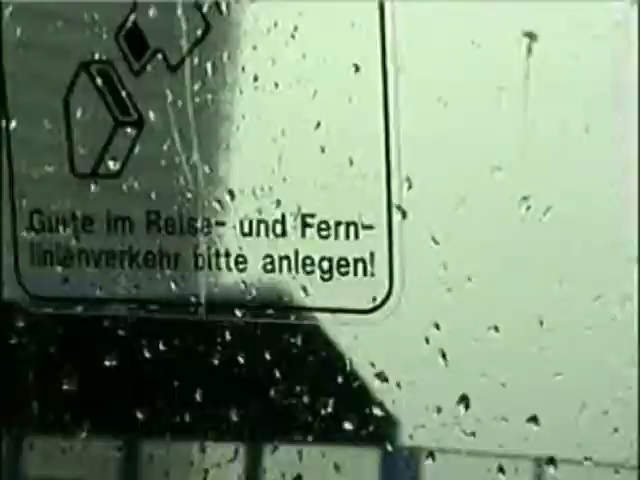 Gurte im Reise- und Fern-
linienverkehr bitte anlegen!